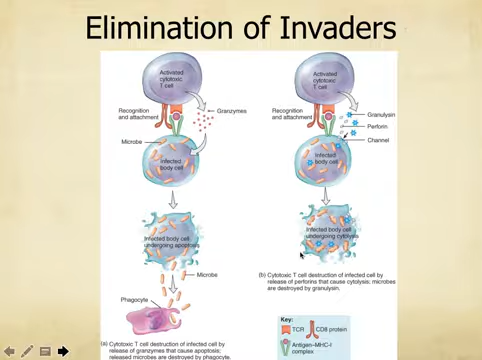 Elimination of Invaders
Activated
cytotoxic
T cell
Recognition
and attachment
Granzymes
Microbe
Infected
body cell
Infected body cell
undergoing apoptosis
Microbe
Phagocyte
(a) Cytotoxic T cell destruction of infected cell by
release of granzymes that cause apoptosis;
released microbes are destroyed by phagocyte.
Activated
cytotoxic
T cell
Recognition
and attachment
Granulysin
Perforin
Channel
Infected
body cell
Infected body cell
undergoing cytolysis
(b) Cytotoxic T cell destruction of infected cell by
release of perforins that cause cytolysis; microbes
are destroyed by granulysin.
Key:
TCR
CD8 protein
Antigen–MHC-I
complex